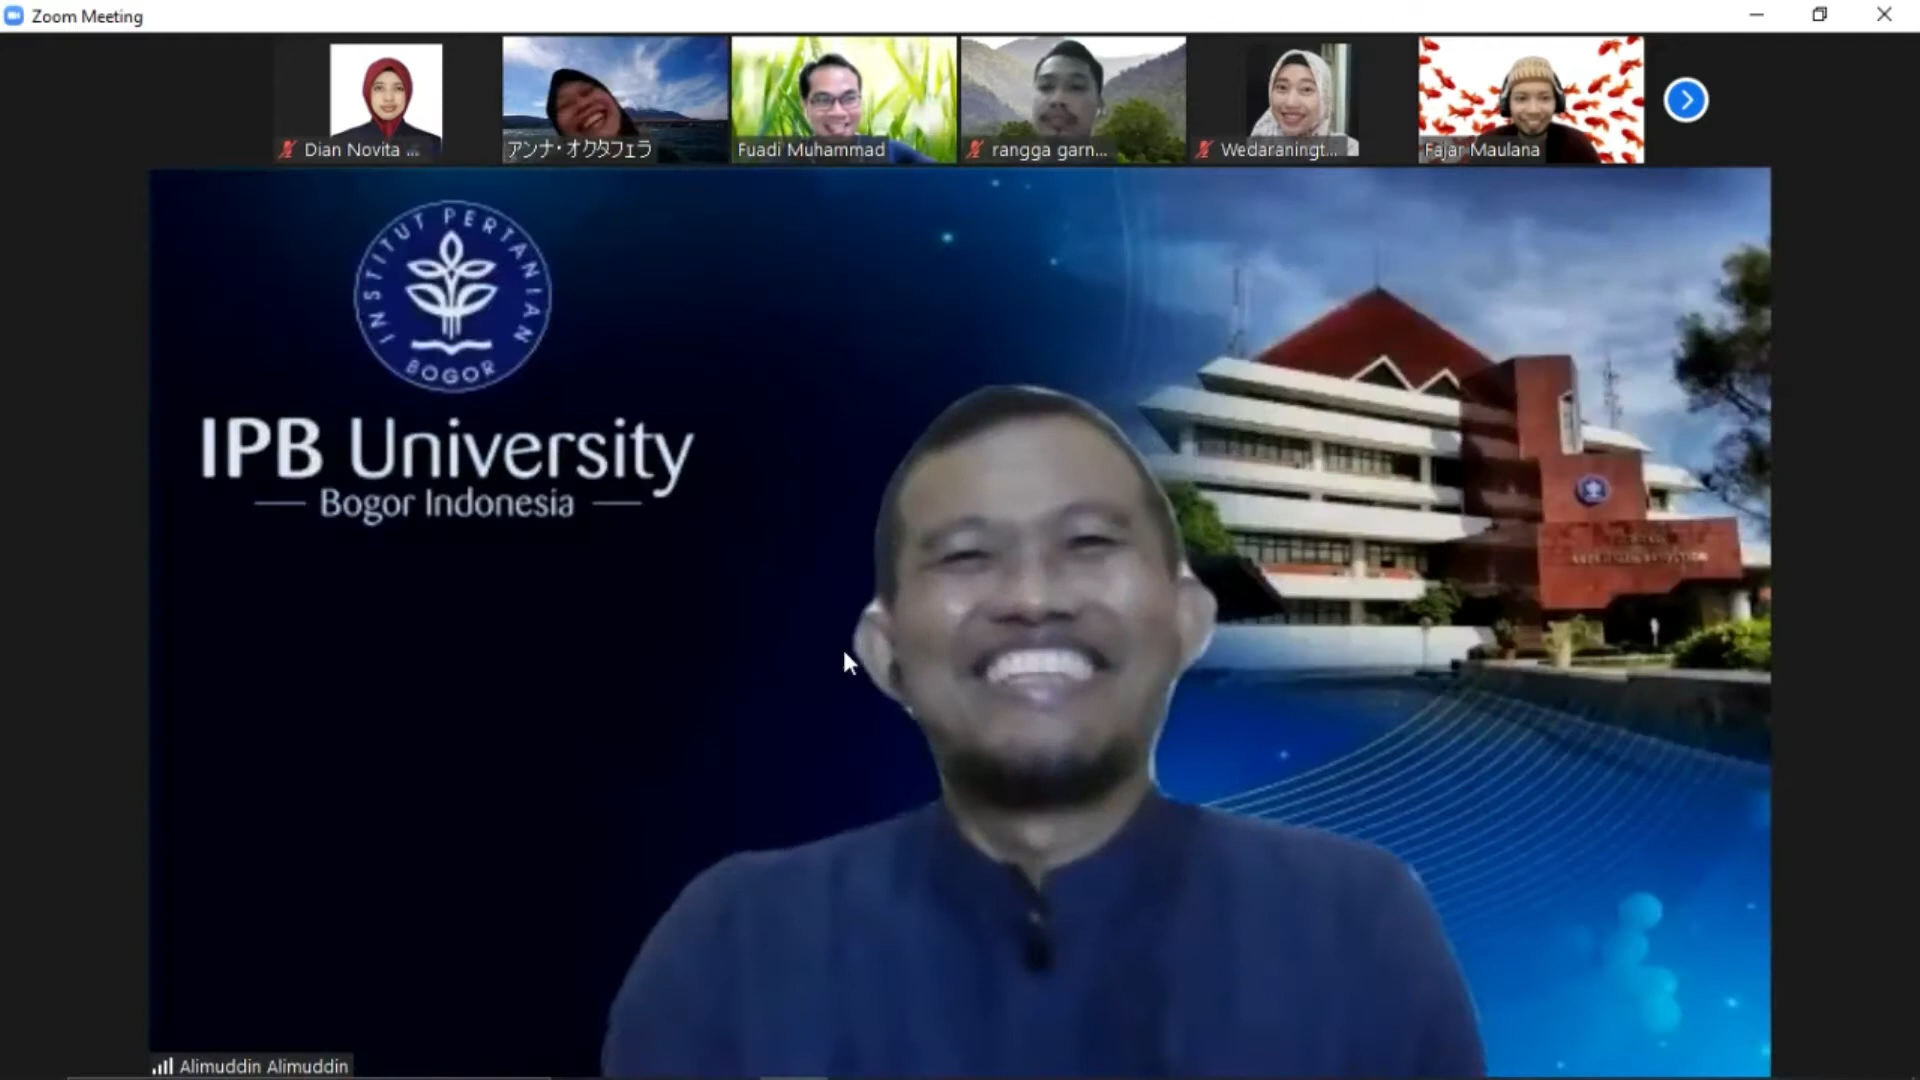 Zoom Meeting
Dian Novita ...
アンナ・オクタフェラ
Fuadi Muhammad
rangga garn...
Wedaraningt...
Fajar Maulana
INSTITUT PERTANIAN
BOGOR
IPB University
Bogor Indonesia
Alimuddin Alimuddin